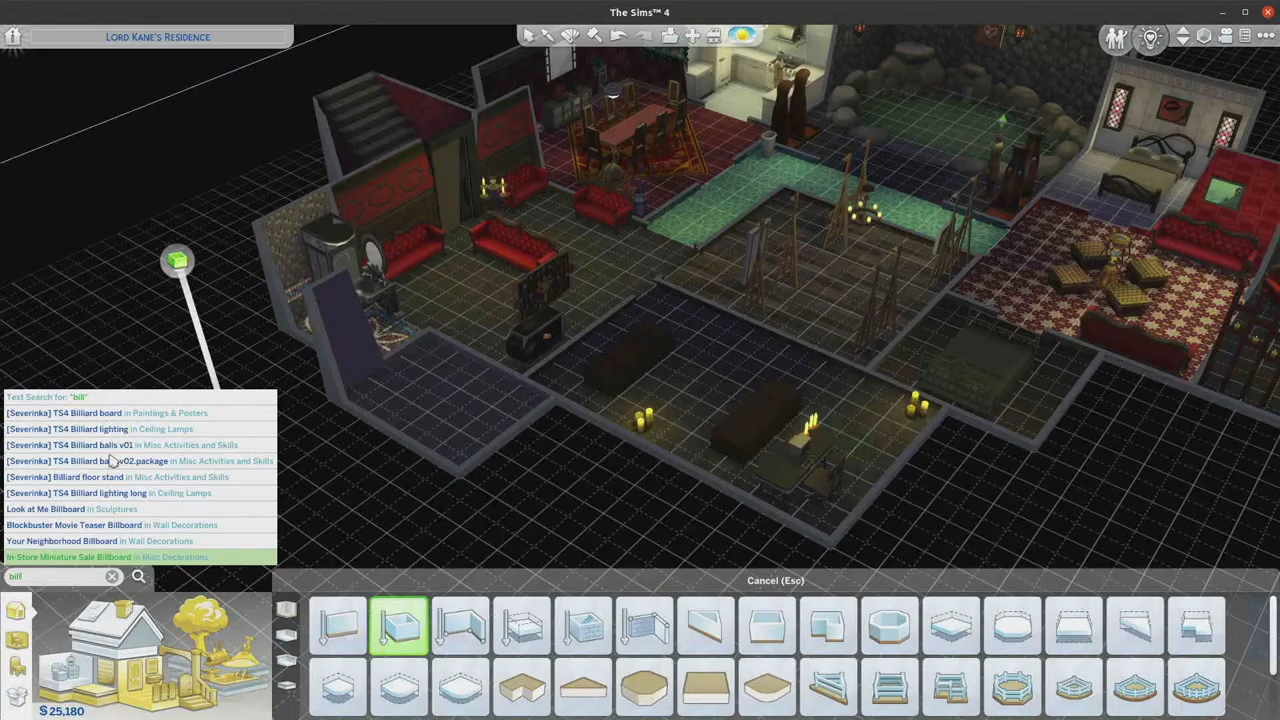 The Sims™ 4
LORD KANE'S RESIDENCE
Text Search for: "bill"
[Severinka] TS4 Billiard board in Paintings & Posters
[Severinka] TS4 Billiard lighting in Ceiling Lamps
[Severinka] TS4 Billiard balls v01 in Misc Activities and Skills
[Severinka] TS4 Billiard ba v02.package in Misc Activities and Skills
[Severinka] Billiard floor stand in Misc Activities and Skills
[Severinka] TS4 Billiard lighting long in Ceiling Lamps
Look at Me Billboard in Sculptures
Blockbuster Movie Teaser Billboard in Wall Decorations
Your Neighborhood Billboard in Wall Decorations
In-Store Miniature Sale Billboard in Misc Decorations
bill
Cancel (Esc)
$ 25,180